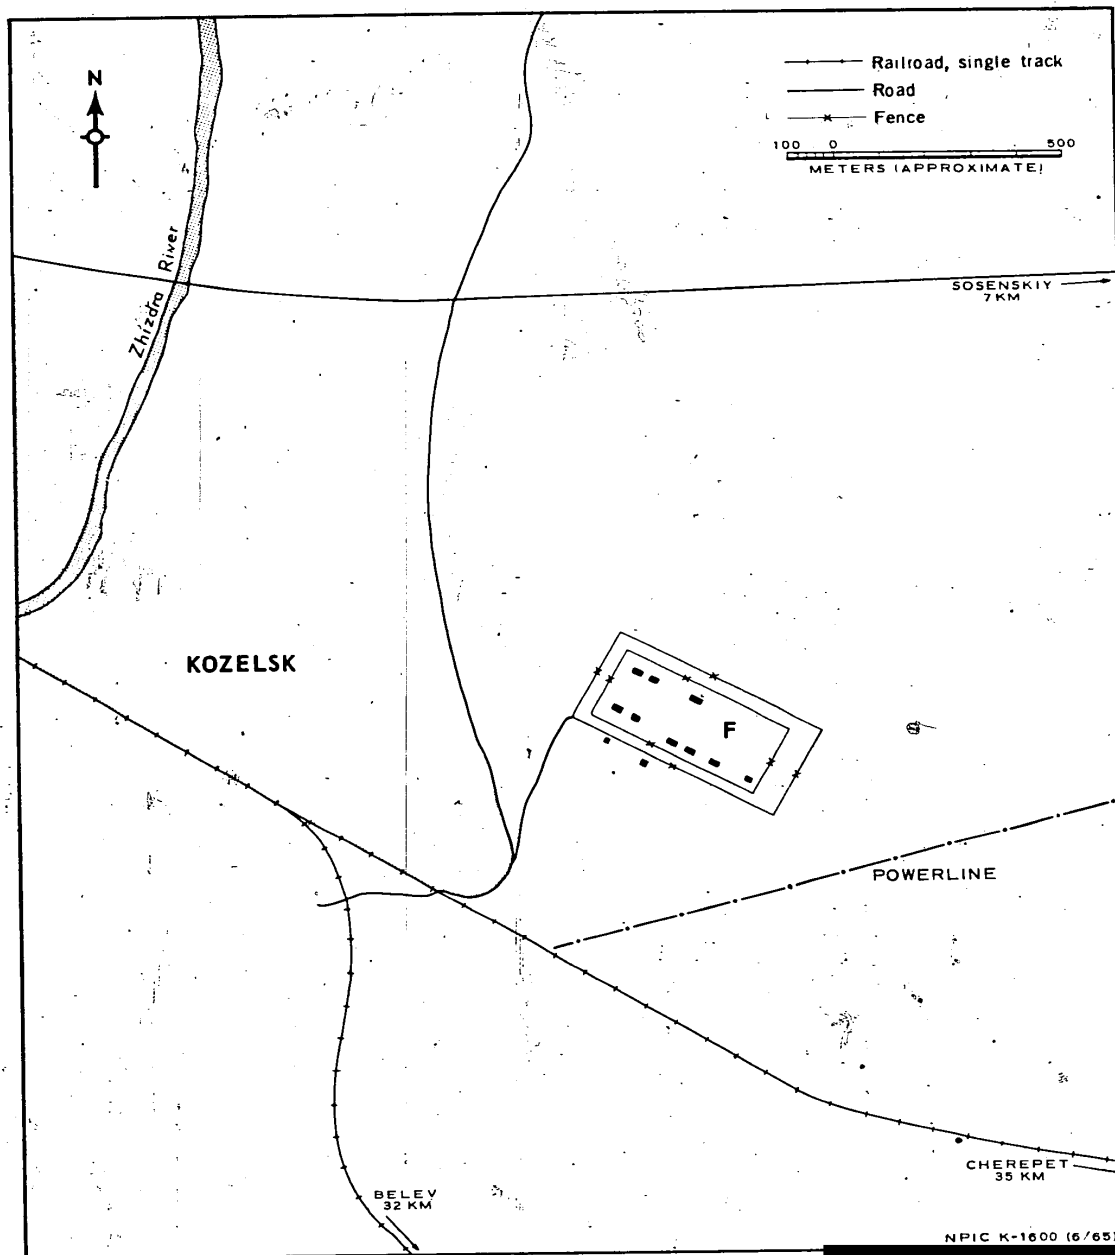 N
Railroad, single track
Road
Fence
100 0 500
METERS (APPROXIMATE)
Zhizdra River
SOSENSKIY
7 KM
KOZELSK
F
POWERLINE
CHEREPET
35 KM
BELEV
32 KM
NPIC K-1600 (6/65)